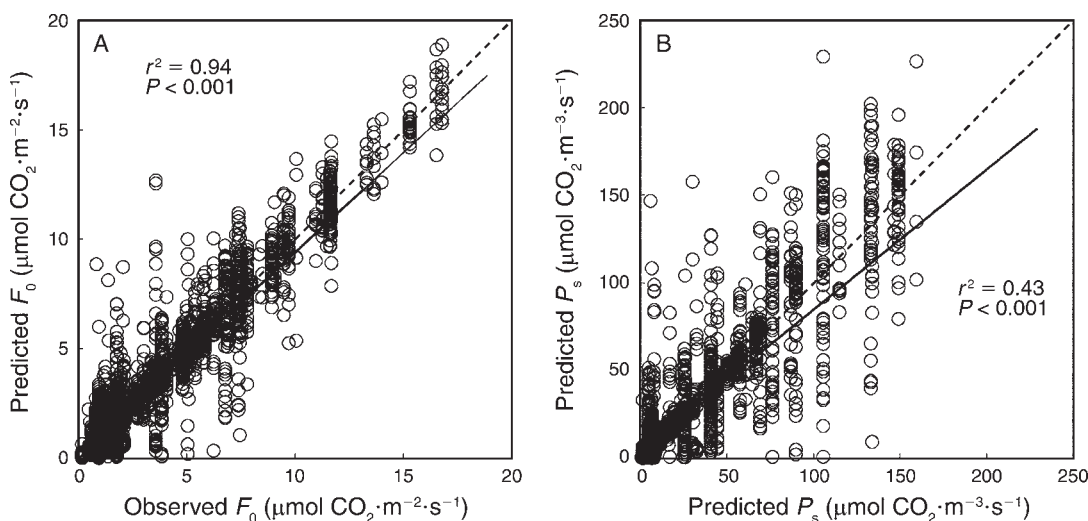 A
r² = 0.94
P < 0.001
20
15
10
5
0
Predicted F₀ (μmol CO₂·m⁻²·s⁻¹)
0 5 10 15 20
Observed F₀ (μmol CO₂·m⁻²·s⁻¹)
B
r² = 0.43
P < 0.001
250
200
150
100
50
0
Predicted Pₛ (μmol CO₂·m⁻³·s⁻¹)
0 50 100 150 200 250
Predicted Pₛ (μmol CO₂·m⁻³·s⁻¹)